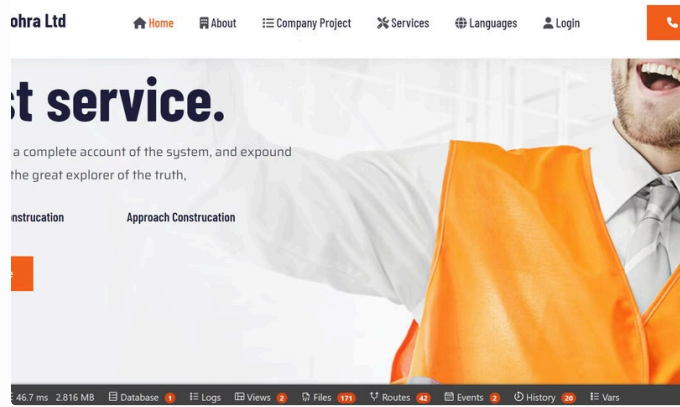 ohra Ltd Home About Company Project Services Languages Login
st service.
a complete account of the system, and expound
the great explorer of the truth,
onstrucation Approach Construcation
46.7 ms 2.816 MB Database 1 Logs Views 2 Files 171 Routes 42 Events 2 History 20 Vars